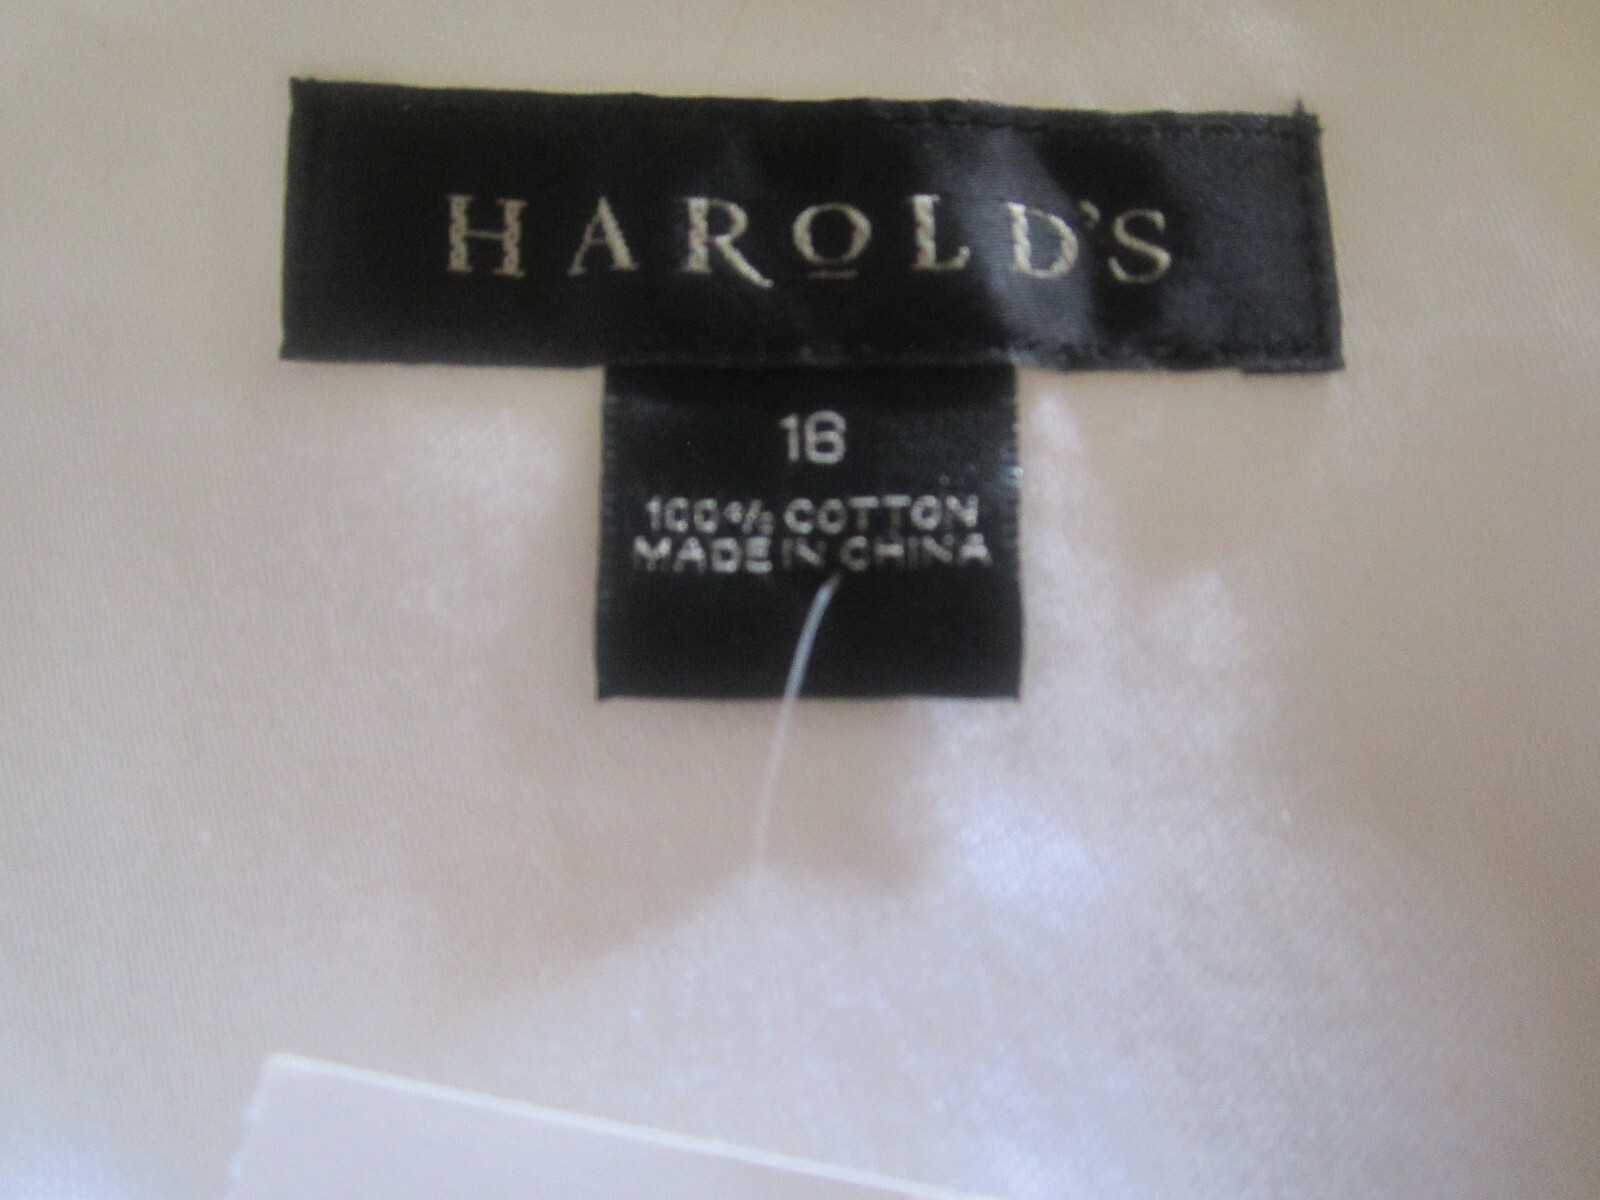 HAROLD'S
16
100% COTTON
MADE IN CHINA